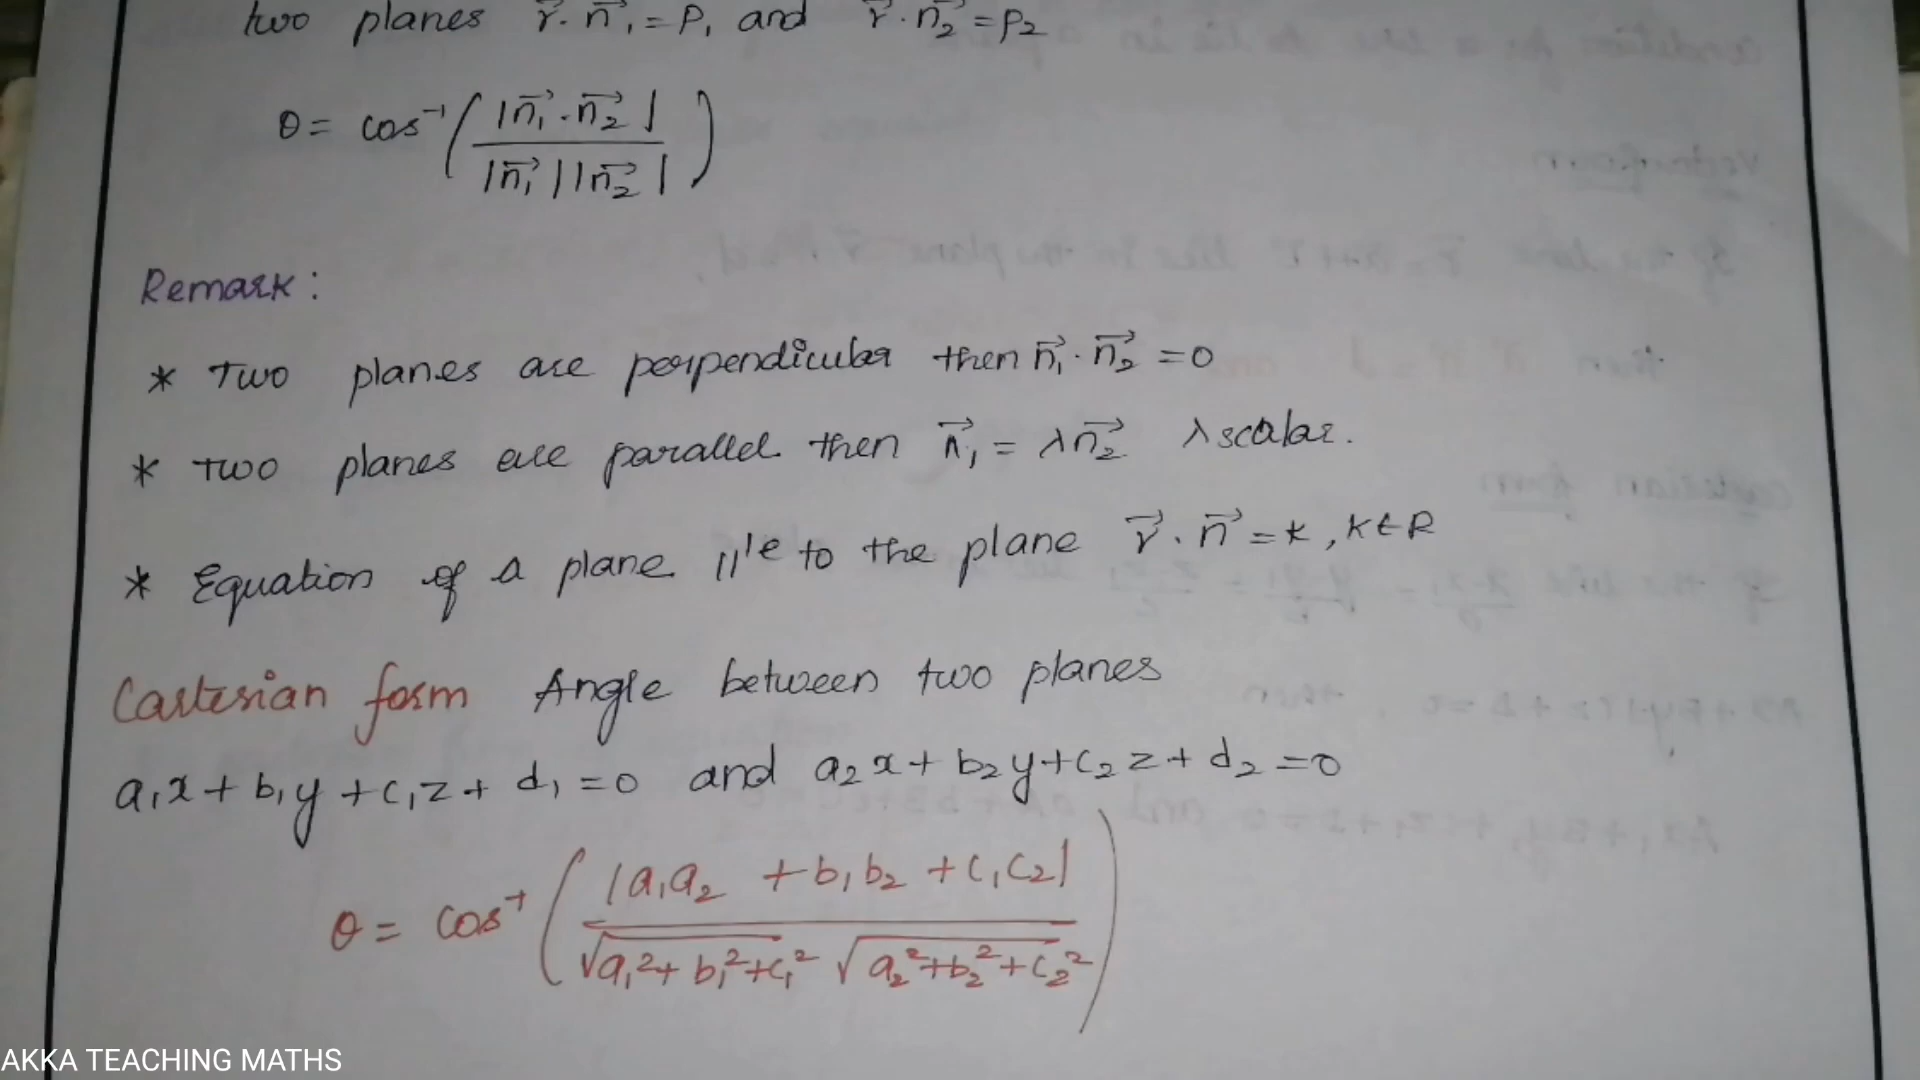 two planes r⃗ . n⃗₁ = P₁ and r⃗ . n⃗₂ = P₂
θ = cos⁻¹ ( |n⃗₁ . n⃗₂| / |n⃗₁| |n⃗₂| )
Remark :
* Two planes are perpendicular then n⃗₁ . n⃗₂ = 0
* Two planes are parallel then n⃗₁ = λn⃗₂ λ scalar.
* Equation of a plane ||le to the plane r⃗ . n⃗ = k, K∈R
Cartesian form Angle between two planes
a₁x + b₁y + c₁z + d₁ = 0 and a₂x + b₂y + c₂z + d₂ = 0
θ = cos⁻¹ ( |a₁a₂ + b₁b₂ + c₁c₂| / √a₁² + b₁² + c₁² √a₂² + b₂² + c₂² )
AKKA TEACHING MATHS